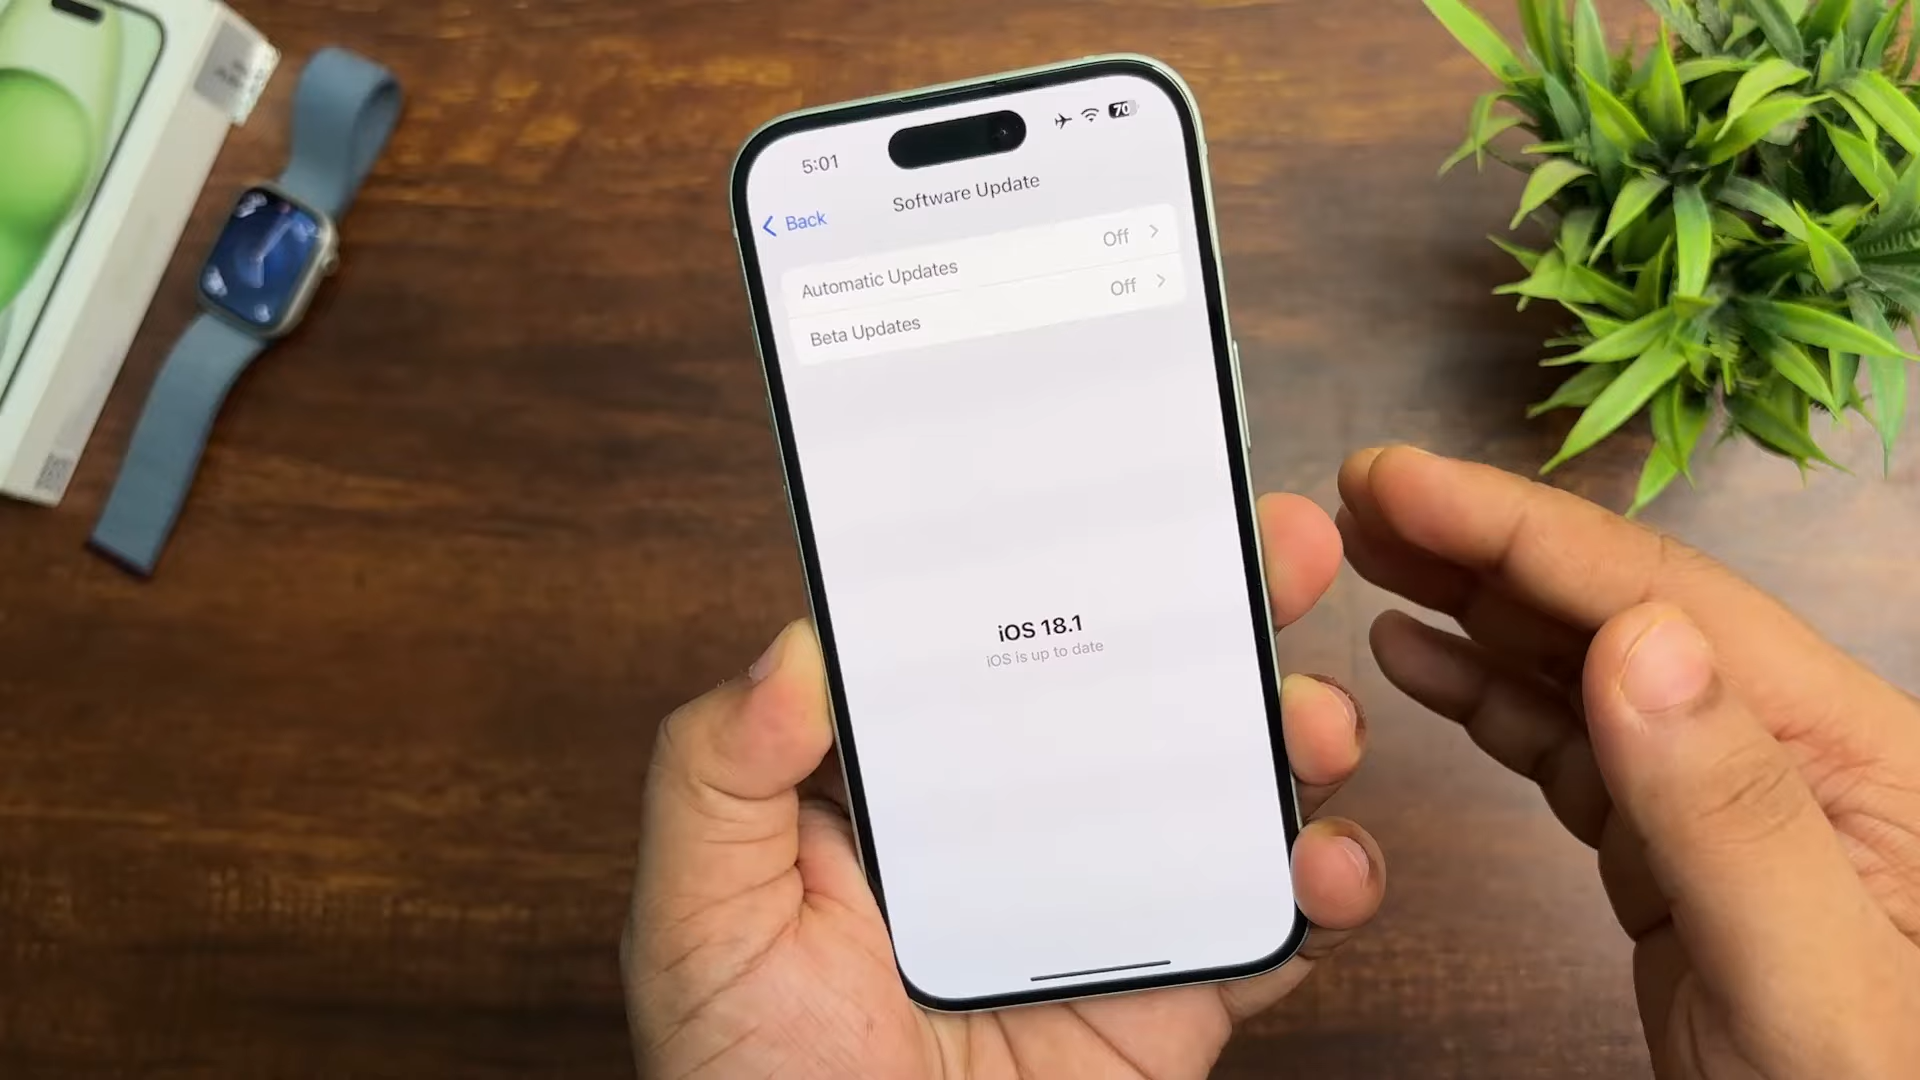 5:01
70
Back
Software Update
Automatic Updates Off
Beta Updates Off
iOS 18.1
iOS is up to date